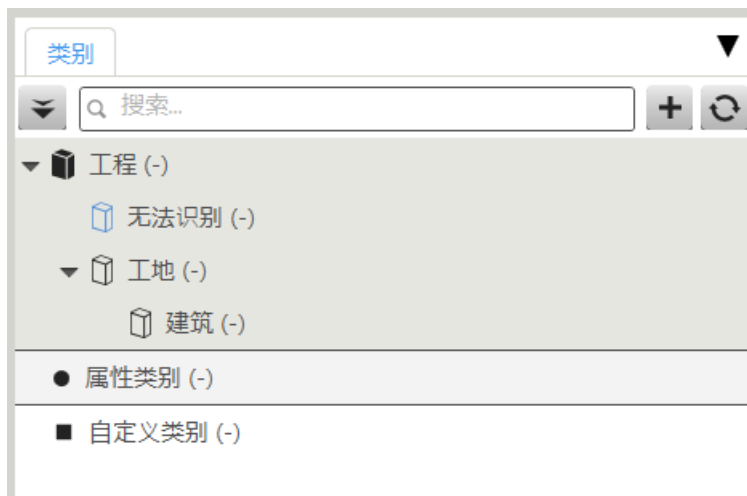 类别
搜索...
工程 (-)
无法识别 (-)
工地 (-)
建筑 (-)
属性类别 (-)
自定义类别 (-)